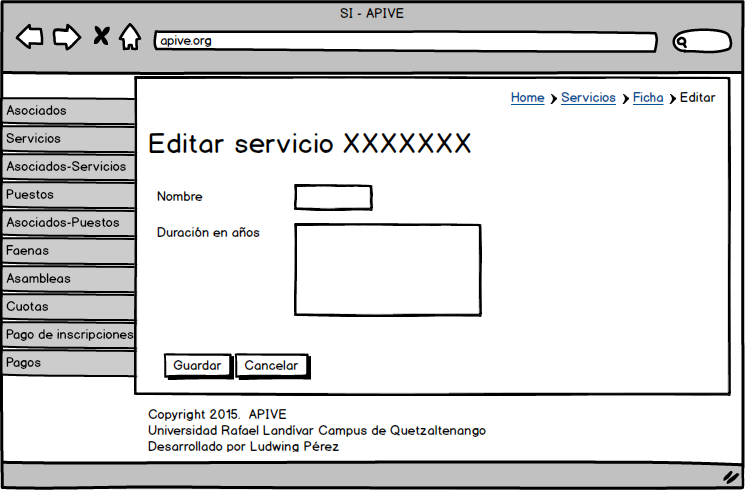 SI - APIVE
apive.org
Home Servicios Ficha Editar
Asociados
Servicios
Asociados-Servicios
Puestos
Asociados-Puestos
Faenas
Asambleas
Cuotas
Pago de inscripciones
Pagos
Editar servicio XXXXXXX
Nombre
Duración en años
Guardar Cancelar
Copyright 2015. APIVE
Universidad Rafael Landívar Campus de Quetzaltenango
Desarrollado por Ludwing Pérez